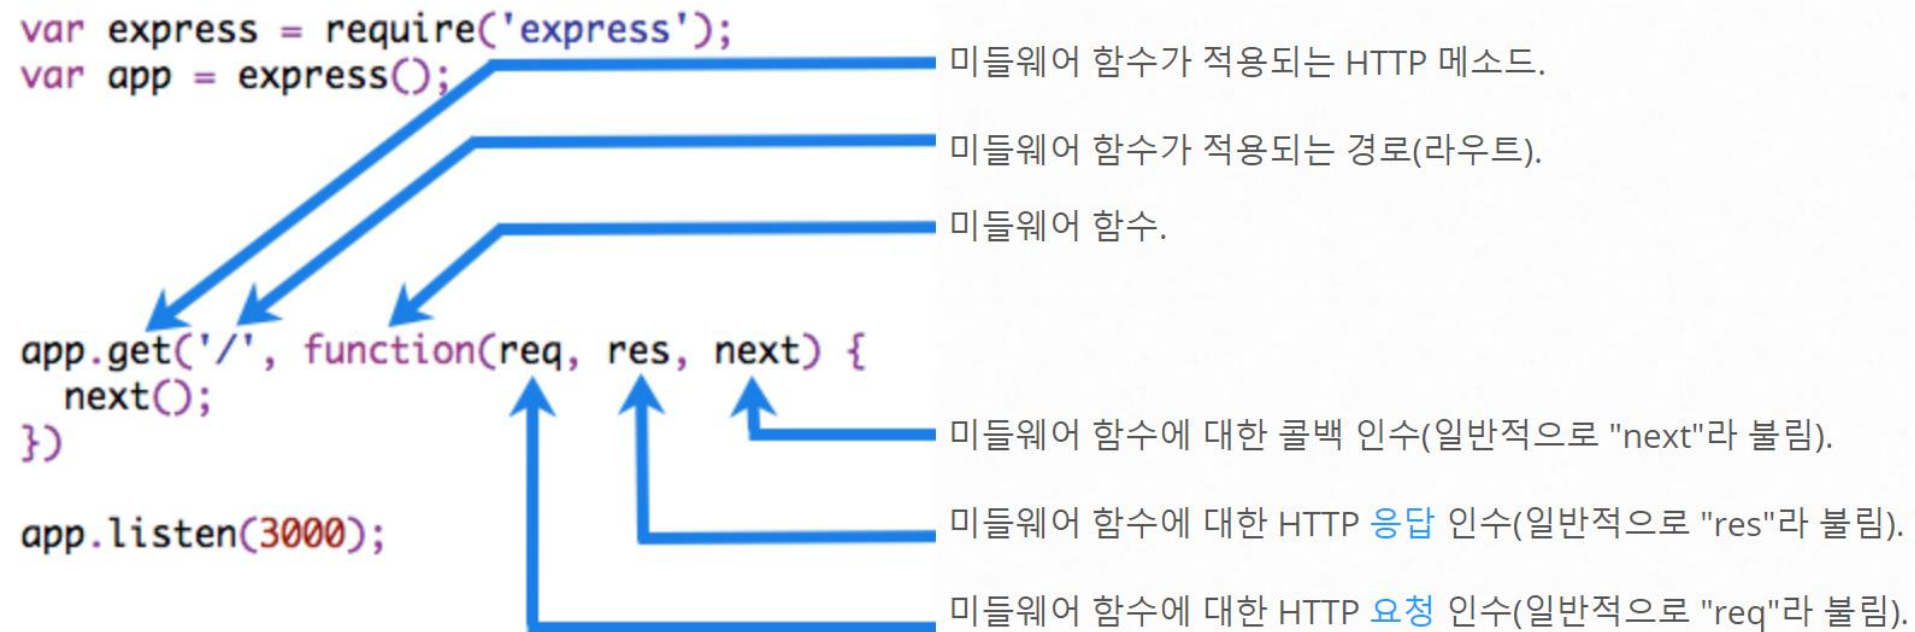 var express = require('express');
var app = express();
미들웨어 함수가 적용되는 HTTP 메소드.
미들웨어 함수가 적용되는 경로(라우트).
미들웨어 함수.
app.get('/', function(req, res, next) {
  next();
})
미들웨어 함수에 대한 콜백 인수(일반적으로 "next"라 불림).
app.listen(3000);
미들웨어 함수에 대한 HTTP 응답 인수(일반적으로 "res"라 불림).
미들웨어 함수에 대한 HTTP 요청 인수(일반적으로 "req"라 불림).